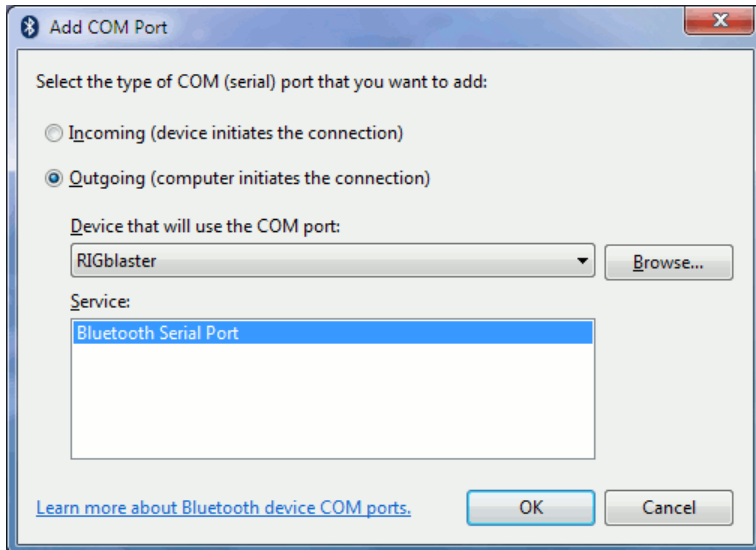 Add COM Port
Select the type of COM (serial) port that you want to add:
Incoming (device initiates the connection)
Outgoing (computer initiates the connection)
Device that will use the COM port:
RIGblaster
Browse...
Service:
Bluetooth Serial Port
Learn more about Bluetooth device COM ports.
OK
Cancel